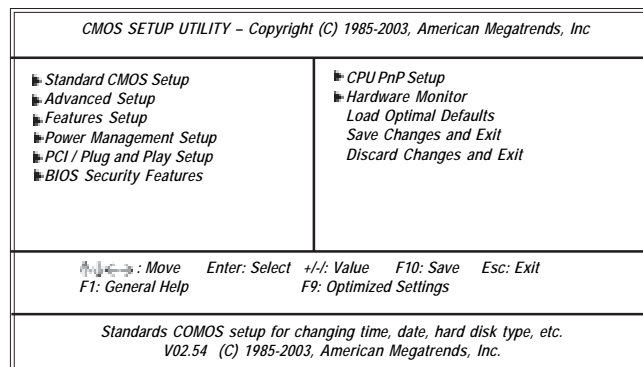 CMOS SETUP UTILITY – Copyright (C) 1985-2003, American Megatrends, Inc
Standard CMOS Setup
Advanced Setup
Features Setup
Power Management Setup
PCI / Plug and Play Setup
BIOS Security Features
CPU PnP Setup
Hardware Monitor
Load Optimal Defaults
Save Changes and Exit
Discard Changes and Exit
↑↓←→ : Move Enter: Select +/-/: Value F10: Save Esc: Exit
F1: General Help F9: Optimized Settings
Standards COMOS setup for changing time, date, hard disk type, etc.
V02.54 (C) 1985-2003, American Megatrends, Inc.